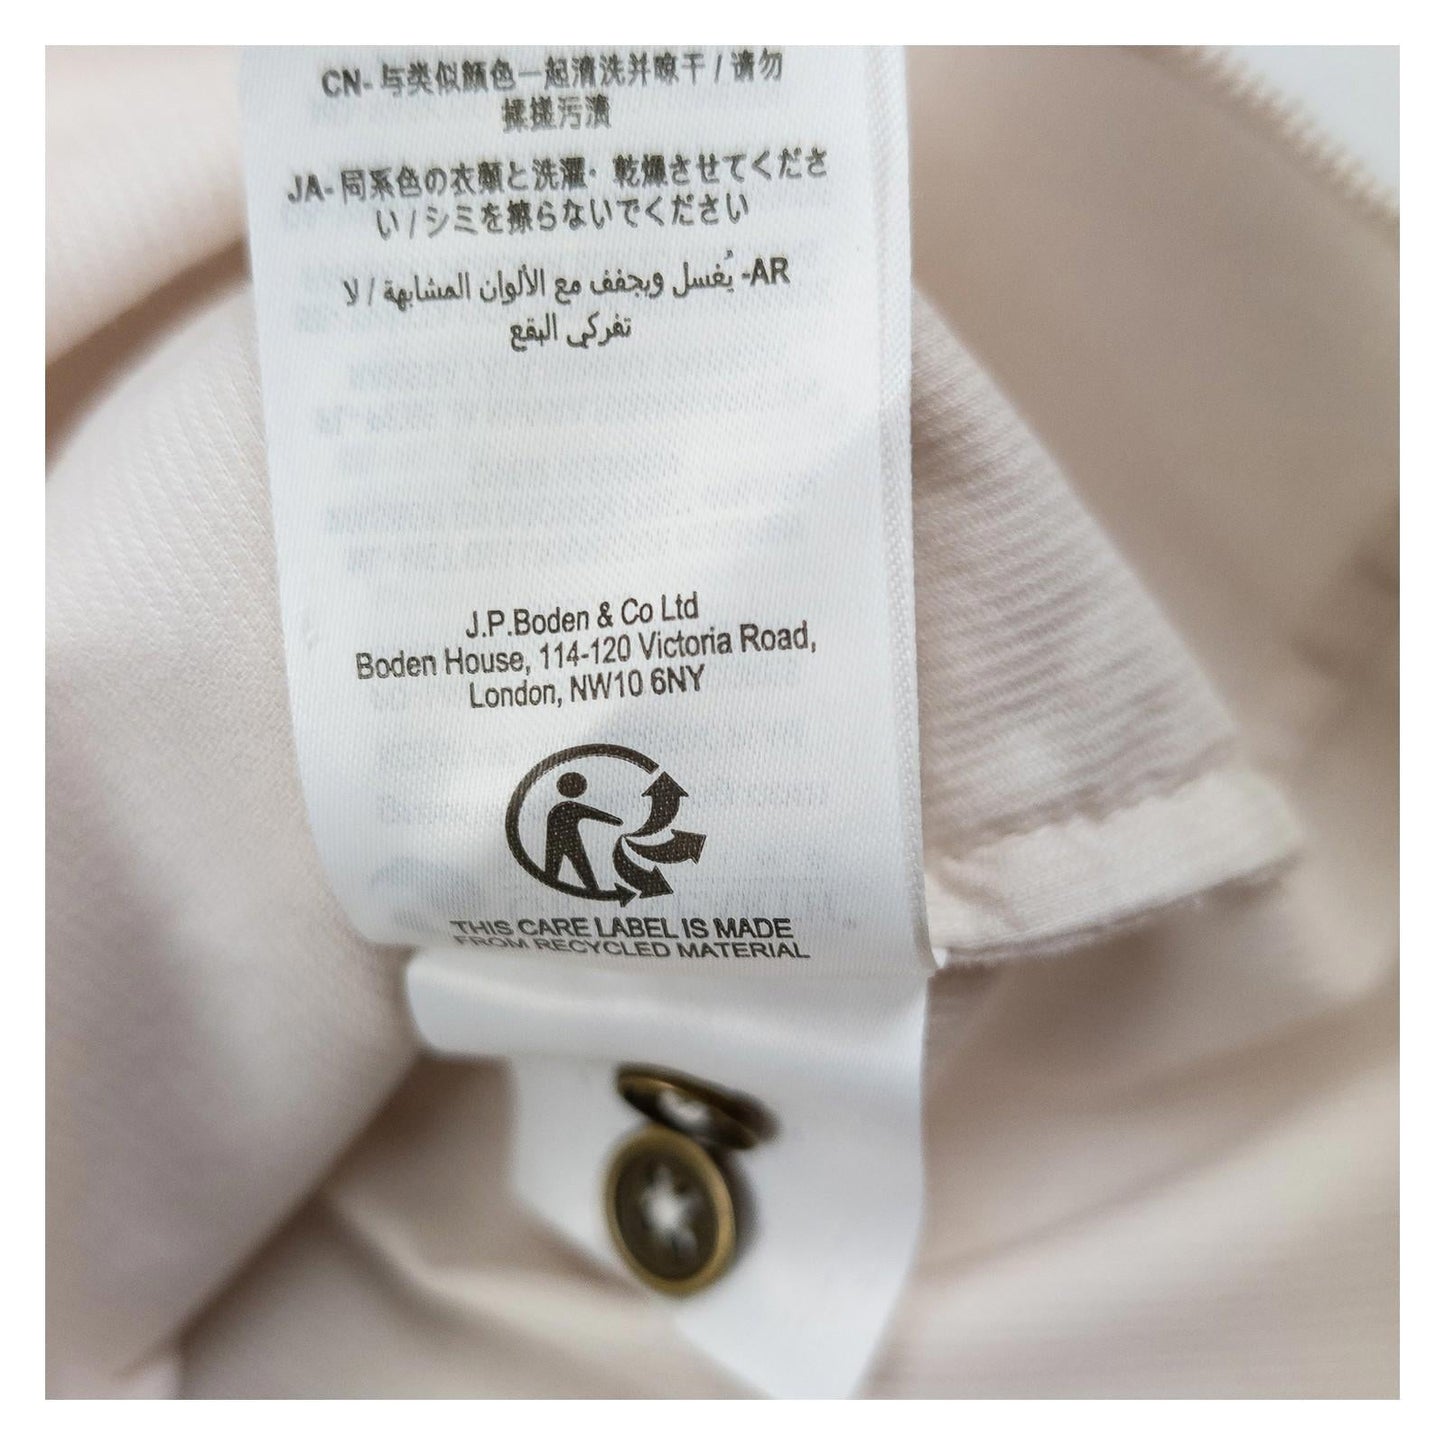 CN- 与类似颜色一起清洗并晾干 / 请勿
揉搓污渍
JA- 同系色の衣類と洗濯・乾燥させてくださ
い / シミを擦らないでください
AR- يُغسل ويجفف مع الألوان المشابهة / لا
تفركي البقع
J.P.Boden & Co Ltd
Boden House, 114-120 Victoria Road,
London, NW10 6NY
THIS CARE LABEL IS MADE
FROM RECYCLED MATERIAL